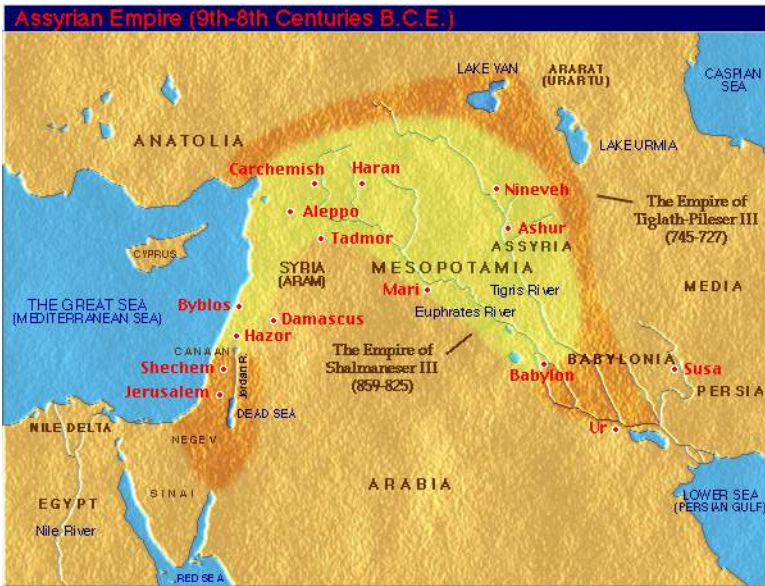 Assyrian Empire (9th-8th Centuries B.C.E.)
LAKE VAN
ARARAT
(URARTU)
CASPIAN
SEA
ANATOLIA
LAKE URMIA
Carchemish
Haran
Nineveh
The Empire of
Tiglath-Pileser III
(745-727)
Aleppo
Ashur
Tadmor
ASSYRIA
CYPRUS
SYRIA
(ARAM)
MESOPOTAMIA
Mari
Tigris River
MEDIA
THE GREAT SEA
(MEDITERRANEAN SEA)
Byblos
Euphrates River
Damascus
Hazor
CANAAN
The Empire of
Shalmaneser III
(859-825)
BABYLONIA
Shechem
Jordan R.
Babylon
Susa
Jerusalem
PERSIA
DEAD SEA
NILE DELTA
NEGEV
Ur
SINAI
ARABIA
EGYPT
Nile River
LOWER SEA
(PERSIAN GULF)
RED SEA